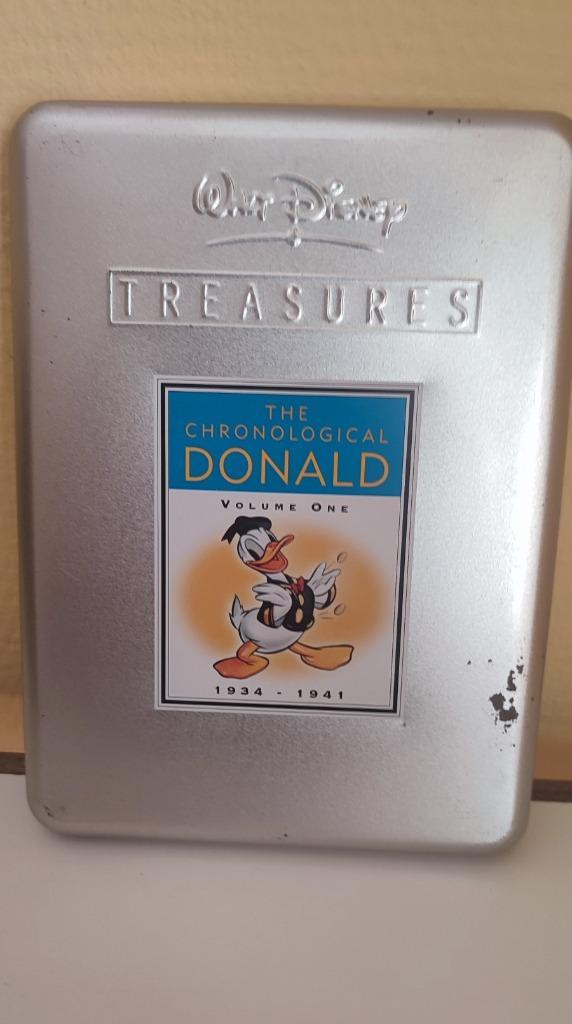 Walt Disney
TREASURES
THE
CHRONOLOGICAL
DONALD
VOLUME ONE
1934 - 1941